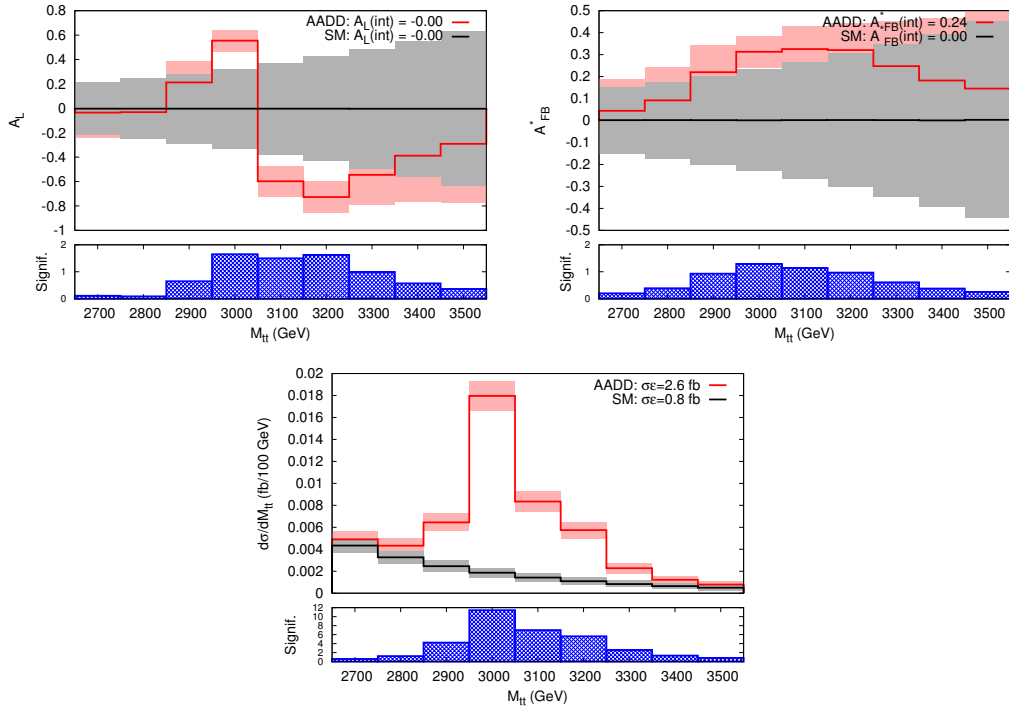 AADD: A_L(int) = -0.00
SM: A_L(int) = -0.00
0.8
0.6
0.4
0.2
0
-0.2
-0.4
-0.6
-0.8
-1
A_L
2
1
0
Signif.
2700 2800 2900 3000 3100 3200 3300 3400 3500
M_tt (GeV)
AADD: A^*_FB(int) = 0.24
SM: A^*_FB(int) = 0.00
0.5
0.4
0.3
0.2
0.1
0
-0.1
-0.2
-0.3
-0.4
-0.5
A^*_FB
2
1
0
Signif.
2700 2800 2900 3000 3100 3200 3300 3400 3500
M_tt (GeV)
AADD: σε=2.6 fb
SM: σε=0.8 fb
0.02
0.018
0.016
0.014
0.012
0.01
0.008
0.006
0.004
0.002
0
dσ/dM_tt (fb/100 GeV)
12
10
8
6
4
2
0
Signif.
2700 2800 2900 3000 3100 3200 3300 3400 3500
M_tt (GeV)